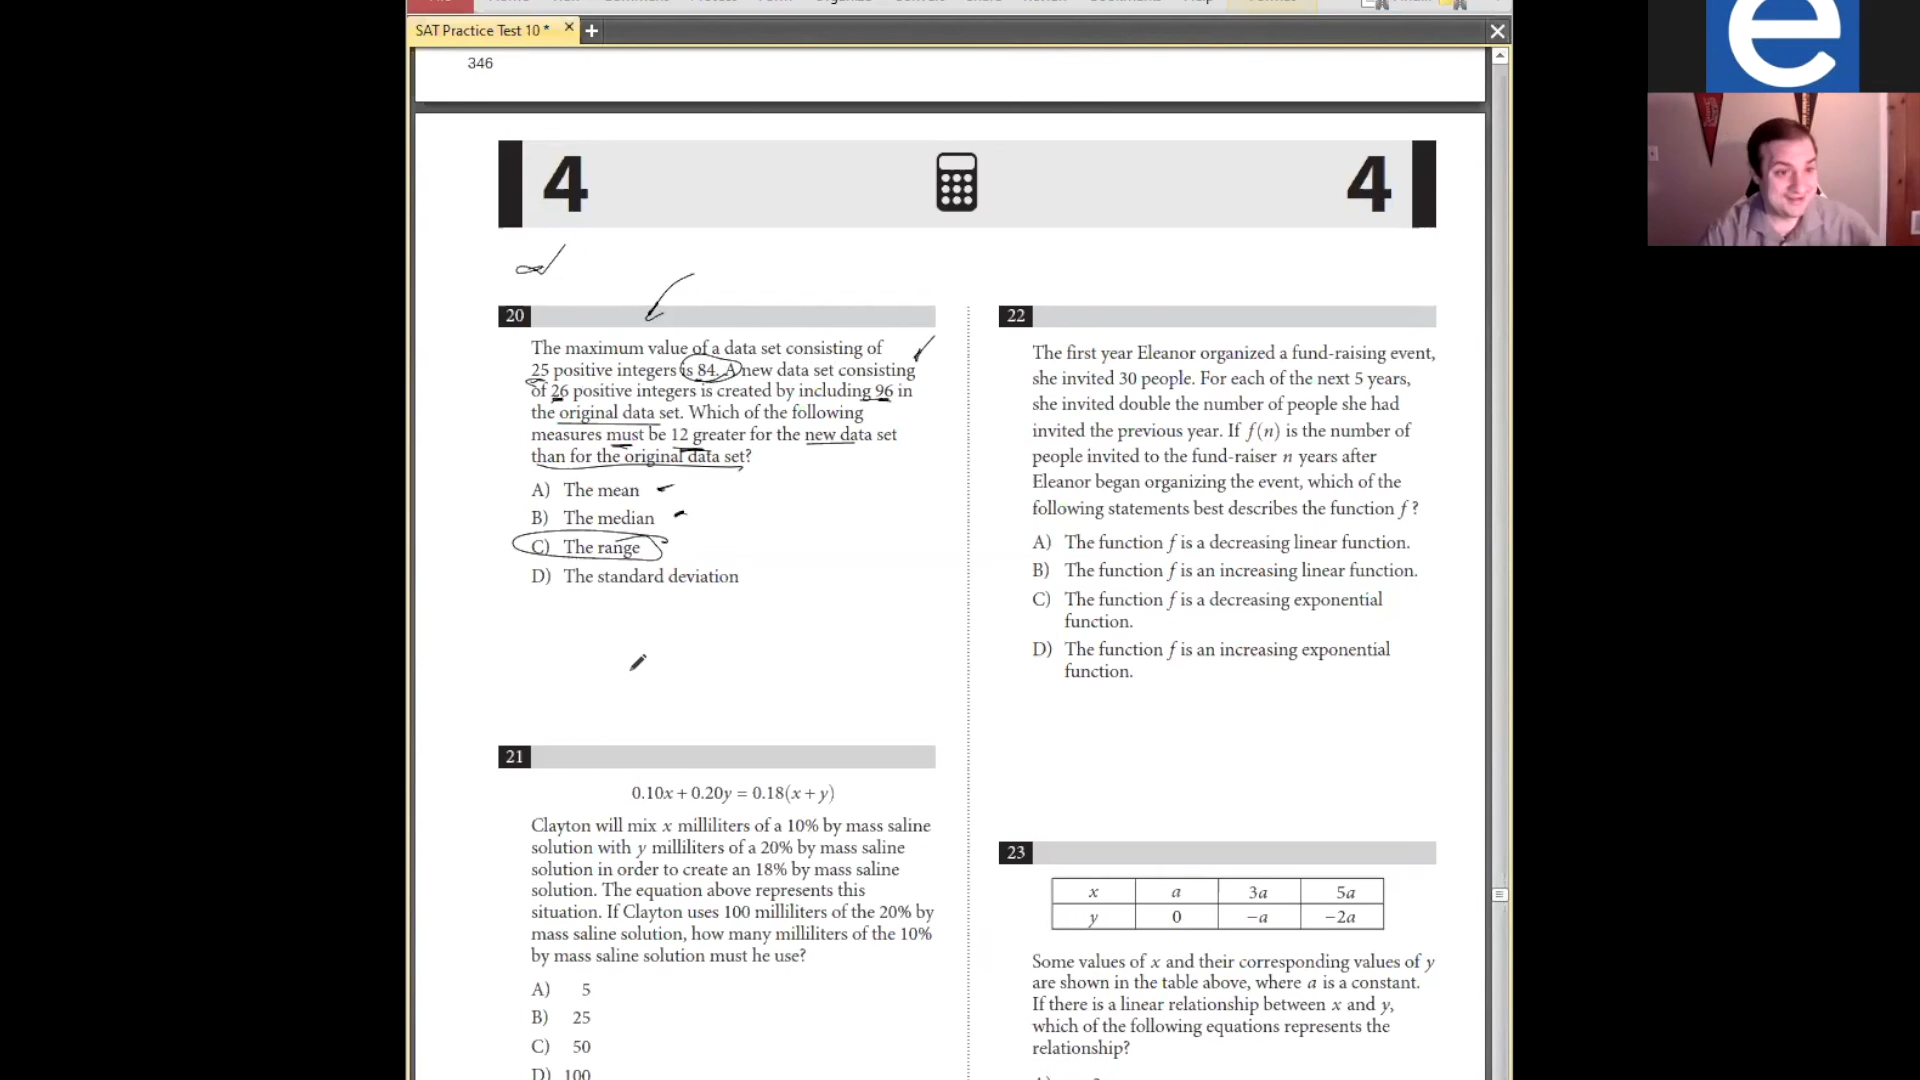 SAT Practice Test 10 *
346
4 4
20
The maximum value of a data set consisting of
25 positive integers is 84. A new data set consisting
of 26 positive integers is created by including 96 in
the original data set. Which of the following
measures must be 12 greater for the new data set
than for the original data set?
A) The mean
B) The median
C) The range
D) The standard deviation
21
0.10x + 0.20y = 0.18(x + y)
Clayton will mix x milliliters of a 10% by mass saline
solution with y milliliters of a 20% by mass saline
solution in order to create an 18% by mass saline
solution. The equation above represents this
situation. If Clayton uses 100 milliliters of the 20% by
mass saline solution, how many milliliters of the 10%
by mass saline solution must he use?
A) 5
B) 25
C) 50
D) 100
22
The first year Eleanor organized a fund-raising event,
she invited 30 people. For each of the next 5 years,
she invited double the number of people she had
invited the previous year. If f(n) is the number of
people invited to the fund-raiser n years after
Eleanor began organizing the event, which of the
following statements best describes the function f ?
A) The function f is a decreasing linear function.
B) The function f is an increasing linear function.
C) The function f is a decreasing exponential
function.
D) The function f is an increasing exponential
function.
23
x a 3a 5a
y 0 −a −2a
Some values of x and their corresponding values of y
are shown in the table above, where a is a constant.
If there is a linear relationship between x and y,
which of the following equations represents the
relationship?
e